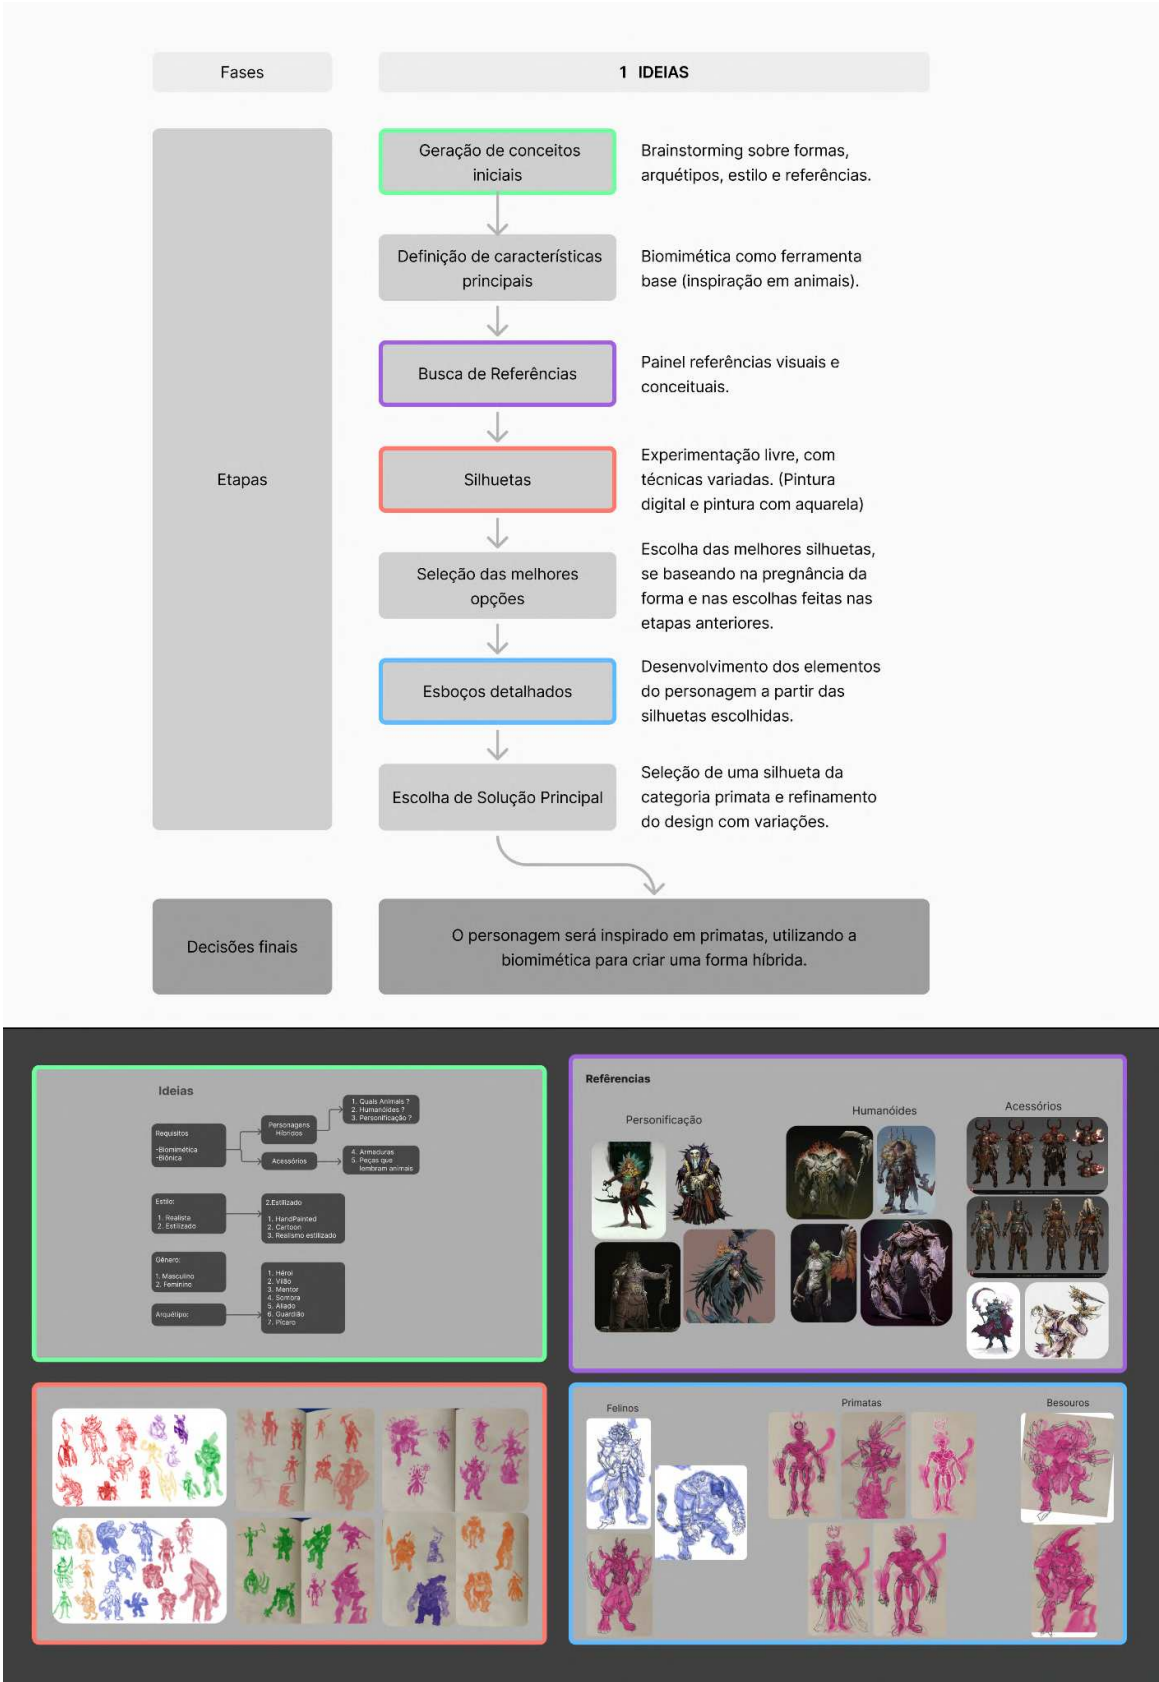 Fases
1 IDEIAS
Etapas
Geração de conceitos
iniciais
Brainstorming sobre formas,
arquétipos, estilo e referências.
Definição de características
principais
Biomimética como ferramenta
base (inspiração em animais).
Busca de Referências
Painel referências visuais e
conceituais.
Silhuetas
Experimentação livre, com
técnicas variadas. (Pintura
digital e pintura com aquarela)
Seleção das melhores
opções
Escolha das melhores silhuetas,
se baseando na pregnância da
forma e nas escolhas feitas nas
etapas anteriores.
Esboços detalhados
Desenvolvimento dos elementos
do personagem a partir das
silhuetas escolhidas.
Escolha de Solução Principal
Seleção de uma silhueta da
categoria primata e refinamento
do design com variações.
Decisões finais
O personagem será inspirado em primatas, utilizando a
biomimética para criar uma forma híbrida.
Ideias
Requisitos
-Biomimética
-Biônica
Personagens
Híbridos
1. Quais Animais ?
2. Humanóides ?
3. Personificação ?
Acessórios
4. Armaduras
5. Peças que
lembram animais
Estilo:
1. Realista
2. Estilizado
2.Estilizado
1. HandPainted
2. Cartoon
3. Realismo estilizado
Gênero:
1. Masculino
2. Feminino
Arquétipo:
1. Héroi
2. Vilão
3. Mentor
4. Sombra
5. Aliado
6. Guardião
7. Pícaro
Refêrencias
Personificação
Humanóides
Acessórios
Felinos
Primatas
Besouros